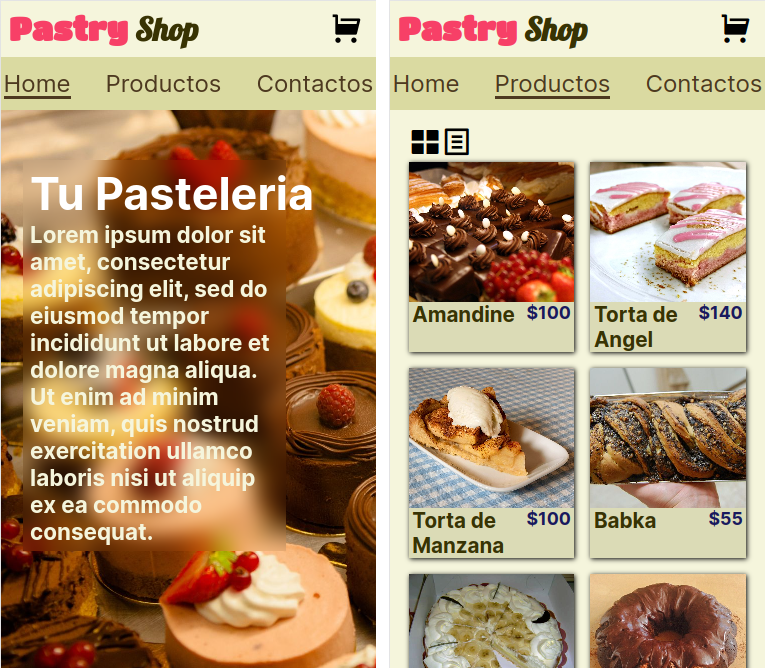 Pastry Shop
Home Productos Contactos
Tu Pasteleria
Lorem ipsum dolor sit
amet, consectetur
adipiscing elit, sed do
eiusmod tempor
incididunt ut labore et
dolore magna aliqua.
Ut enim ad minim
veniam, quis nostrud
exercitation ullamco
laboris nisi ut aliquip
ex ea commodo
consequat.
Pastry Shop
Home Productos Contactos
Amandine $100
Torta de $140
Angel
Torta de $100
Manzana
Babka $55